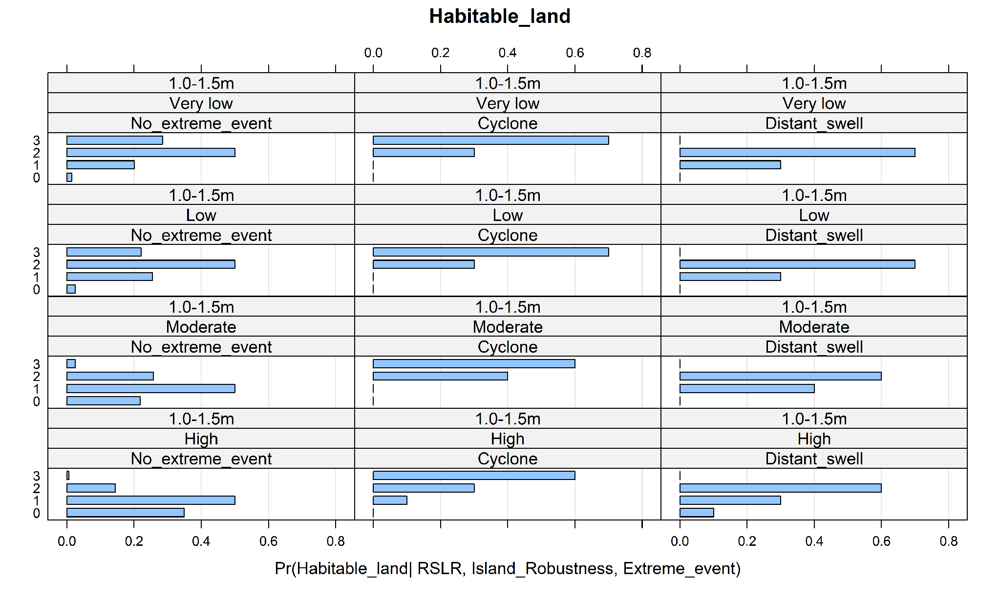 Habitable_land
0.0 0.2 0.4 0.6 0.8
1.0-1.5m 1.0-1.5m 1.0-1.5m
Very low Very low Very low
No_extreme_event Cyclone Distant_swell
3
2
1
0
1.0-1.5m 1.0-1.5m 1.0-1.5m
Low Low Low
No_extreme_event Cyclone Distant_swell
3
2
1
0
1.0-1.5m 1.0-1.5m 1.0-1.5m
Moderate Moderate Moderate
No_extreme_event Cyclone Distant_swell
3
2
1
0
1.0-1.5m 1.0-1.5m 1.0-1.5m
High High High
No_extreme_event Cyclone Distant_swell
3
2
1
0
0.0 0.2 0.4 0.6 0.8 0.0 0.2 0.4 0.6 0.8
Pr(Habitable_land| RSLR, Island_Robustness, Extreme_event)